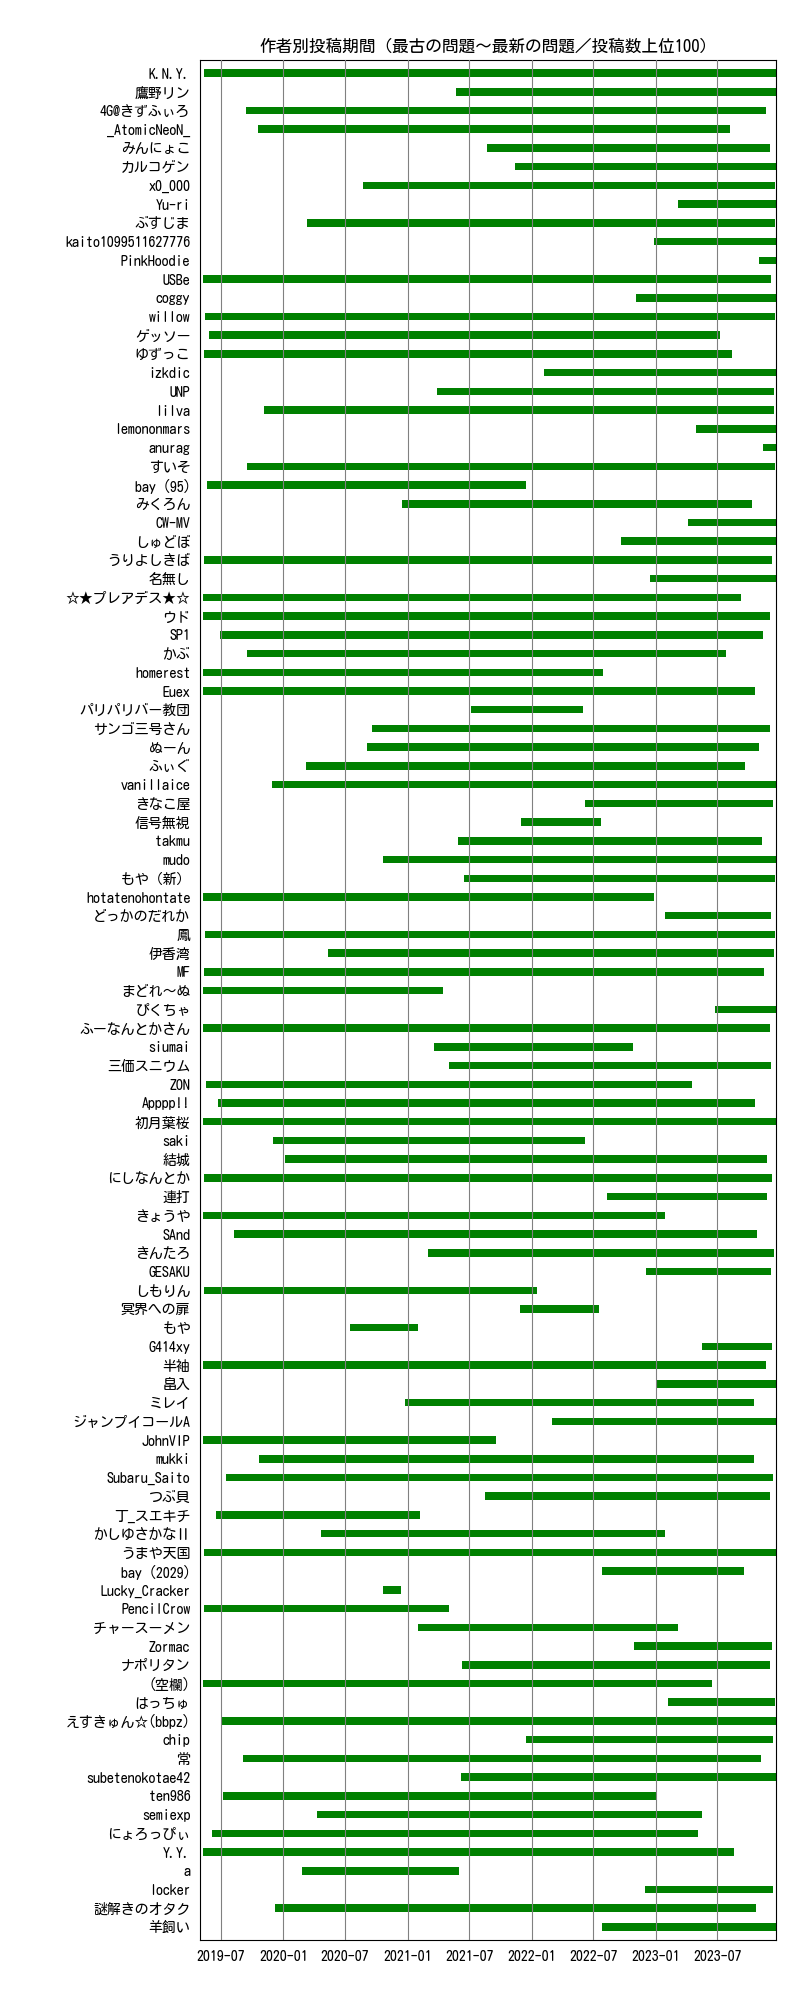 作者別投稿期間（最古の問題～最新の問題／投稿数上位100）
K.N.Y.
鷹野リン
4G@きずふぃろ
_AtomicNeoN_
みんにょこ
カルコゲン
x0_000
Yu-ri
ぶすじま
kaito1099511627776
PinkHoodie
USBe
coggy
willow
ゲッソー
ゆずっこ
izkdic
UNP
lilva
lemononmars
anurag
すいそ
bay (95)
みくろん
CW-MV
しゅどぼ
うりよしきば
名無し
☆★プレアデス★☆
ウド
SP1
かぶ
homerest
Euex
パリパリバー教団
サンゴ三号さん
ぬーん
ふぃぐ
vanillaice
きなこ屋
信号無視
takmu
mudo
もや（新）
hotatenohontate
どっかのだれか
鳳
伊香湾
MF
まどれ～ぬ
ぴくちゃ
ふーなんとかさん
siumai
三価スニウム
ZON
Appppll
初月葉桜
saki
結城
にしなんとか
連打
きょうや
SAnd
きんたろ
GESAKU
しもりん
冥界への扉
もや
G414xy
半袖
畠入
ミレイ
ジャンプイコールA
JohnVIP
mukki
Subaru_Saito
つぶ貝
丁_スエキチ
かしゆさかなⅡ
うまや天国
bay (2029)
Lucky_Cracker
PencilCrow
チャースーメン
Zormac
ナポリタン
(空欄)
はっちゅ
えすきゅん☆(bbpz)
chip
常
subetenokotae42
ten986
semiexp
にょろっぴぃ
Y.Y.
a
locker
謎解きのオタク
羊飼い
2019-07 2020-01 2020-07 2021-01 2021-07 2022-01 2022-07 2023-01 2023-07